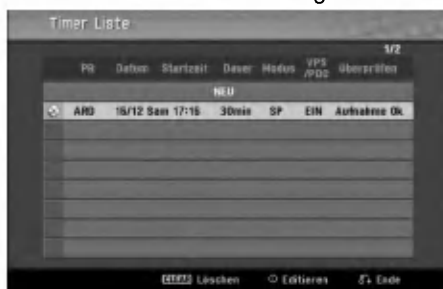 Timer Liste
1/2
PR Datum Startzeit Dauer Modus VPS /PDC Überprüfen
NEU
ARD 15/12 Sam 17:15 30min SP EIN Aufnahme Ok
CLEAR Löschen Editieren Ende